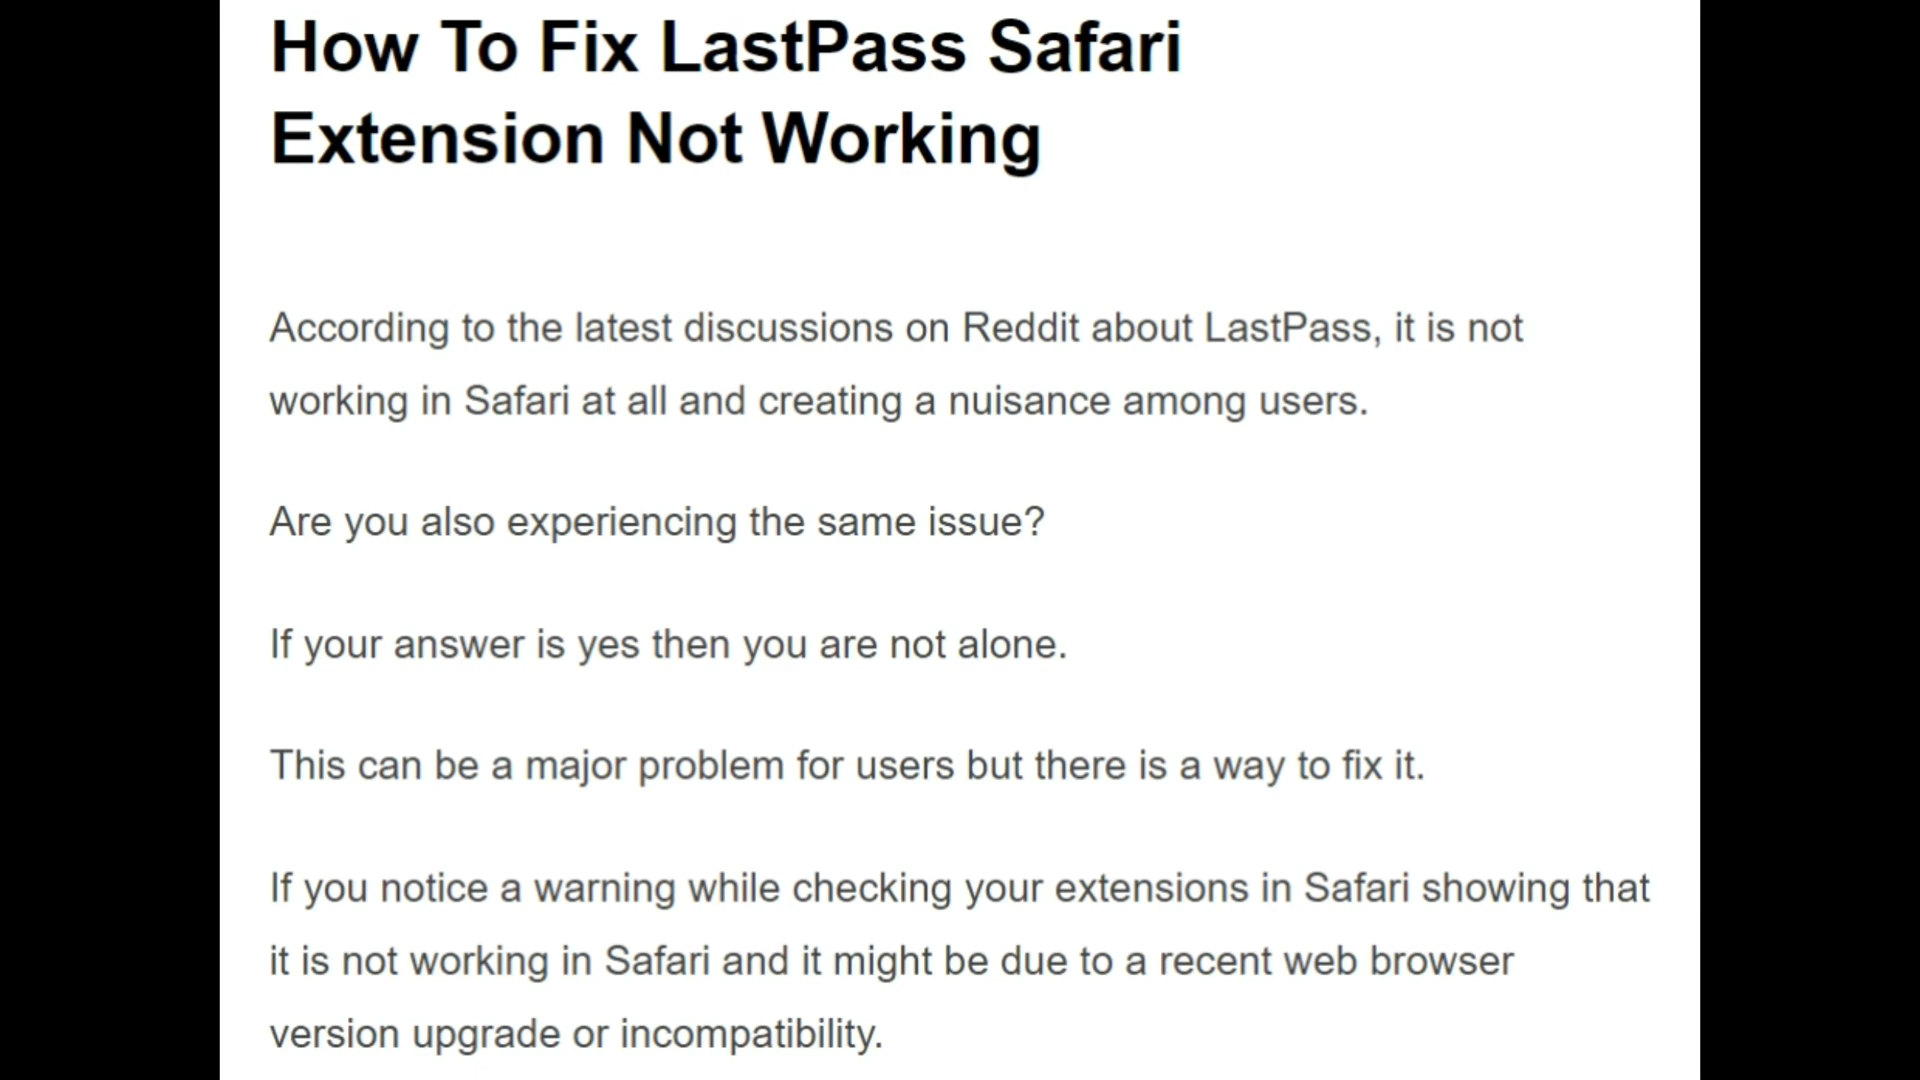 How To Fix LastPass Safari
Extension Not Working
According to the latest discussions on Reddit about LastPass, it is not
working in Safari at all and creating a nuisance among users.
Are you also experiencing the same issue?
If your answer is yes then you are not alone.
This can be a major problem for users but there is a way to fix it.
If you notice a warning while checking your extensions in Safari showing that
it is not working in Safari and it might be due to a recent web browser
version upgrade or incompatibility.